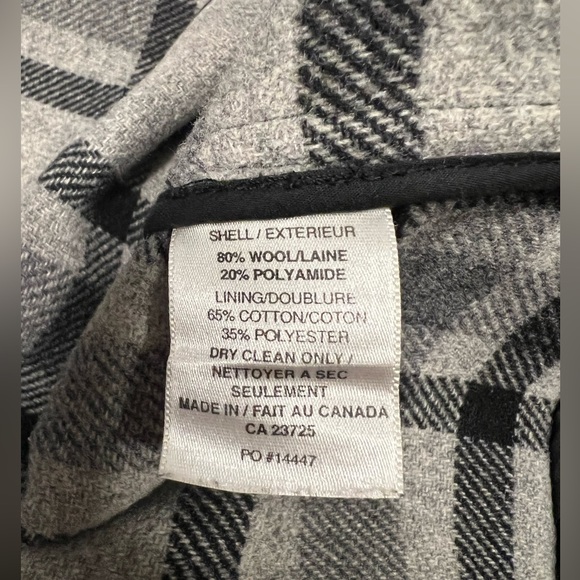 SHELL / EXTERIEUR
80% WOOL/LAINE
20% POLYAMIDE
LINING/DOUBLURE
65% COTTON/COTON
35% POLYESTER
DRY CLEAN ONLY /
NETTOYER A SEC
SEULEMENT
MADE IN / FAIT AU CANADA
CA 23725
PO #14447